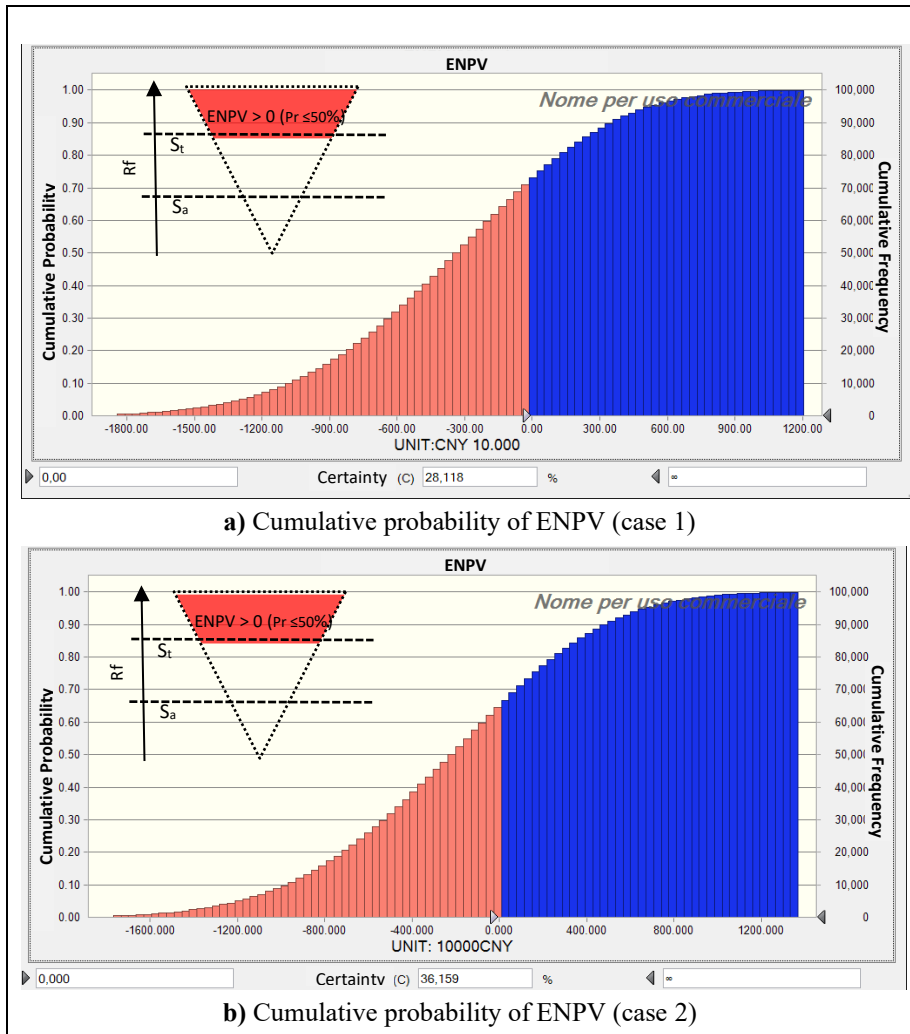 ENPV
Nome per uso commerciale
1.00 100,000
0.90 90,000
0.80 80,000
0.70 70,000
0.60 60,000
0.50 50,000
0.40 40,000
0.30 30,000
0.20 20,000
0.10 10,000
0.00 0
Cumulative Probability
Cumulative Frequency
Rf
ENPV > 0 (Pr ≤50%)
St
Sa
-1800.00 -1500.00 -1200.00 -900.00 -600.00 -300.00 0.00 300.00 600.00 900.00 1200.00
UNIT:CNY 10.000
0,00 Certainty (C) 28,118 % ∞
a) Cumulative probability of ENPV (case 1)
ENPV
Nome per uso commerciale
1.00 100,000
0.90 90,000
0.80 80,000
0.70 70,000
0.60 60,000
0.50 50,000
0.40 40,000
0.30 30,000
0.20 20,000
0.10 10,000
0.00 0
Cumulative Probability
Cumulative Frequency
Rf
ENPV > 0 (Pr ≤50%)
St
Sa
-1600.000 -1200.000 -800.000 -400.000 0.000 400.000 800.000 1200.000
UNIT: 10000CNY
0,000 Certainty (C) 36,159 % ∞
b) Cumulative probability of ENPV (case 2)